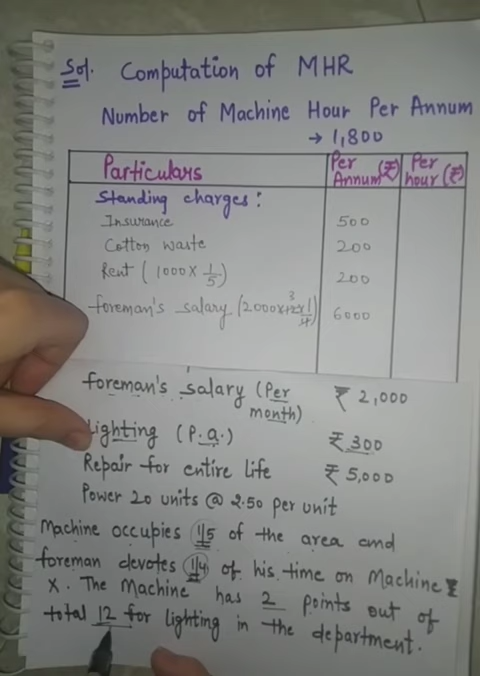 Sol. Computation of MHR
Number of Machine Hour Per Annum
→ 1,800
Particulars Per Annum (₹) Per hour (₹)
Standing charges:
Insurance 500
Cotton waste 200
Rent (1000 x 1/5) 200
foreman's salary (2000x12x1/4) 3 6000
foreman's salary (Per month) ₹ 2,000
Lighting (P.a.) ₹ 300
Repair for entire life ₹ 5,000
Power 20 units @ 2.50 per unit
Machine occupies 1/5 of the area and
foreman devotes 1/4 of his time on Machine
X. The Machine has 2 points out of
total 12 for lighting in the department.